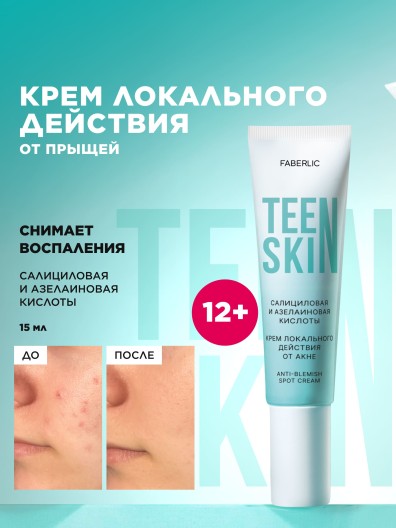 КРЕМ ЛОКАЛЬНОГО
ДЕЙСТВИЯ
ОТ ПРЫЩЕЙ
СНИМАЕТ
ВОСПАЛЕНИЯ
САЛИЦИЛОВАЯ
И АЗЕЛАИНОВАЯ
КИСЛОТЫ
15 МЛ
ДО
ПОСЛЕ
12+
FABERLIC
TEEN
SKIN
САЛИЦИЛОВАЯ
И АЗЕЛАИНОВАЯ
КИСЛОТЫ
КРЕМ ЛОКАЛЬНОГО
ДЕЙСТВИЯ
ОТ АКНЕ
ANTI-BLEMISH
SPOT CREAM
TEEN
SKIN